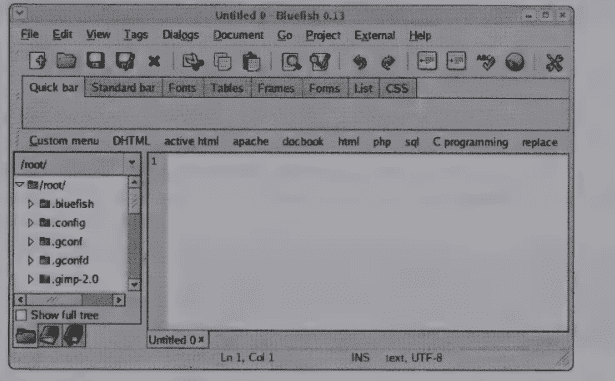 Untitled 0 - Bluefish 0.13
File Edit View Tags Dialogs Document Go Project External Help
ABC
Quick bar Standard bar Fonts Tables Frames Forms List CSS
Custom menu DHTML active html apache docbook html php sql C programming replace
/root/
1
/root/
.bluefish
.config
.gconf
.gconfd
.gimp-2.0
Show full tree
Untitled 0 ×
Ln 1, Col 1 INS text, UTF-8